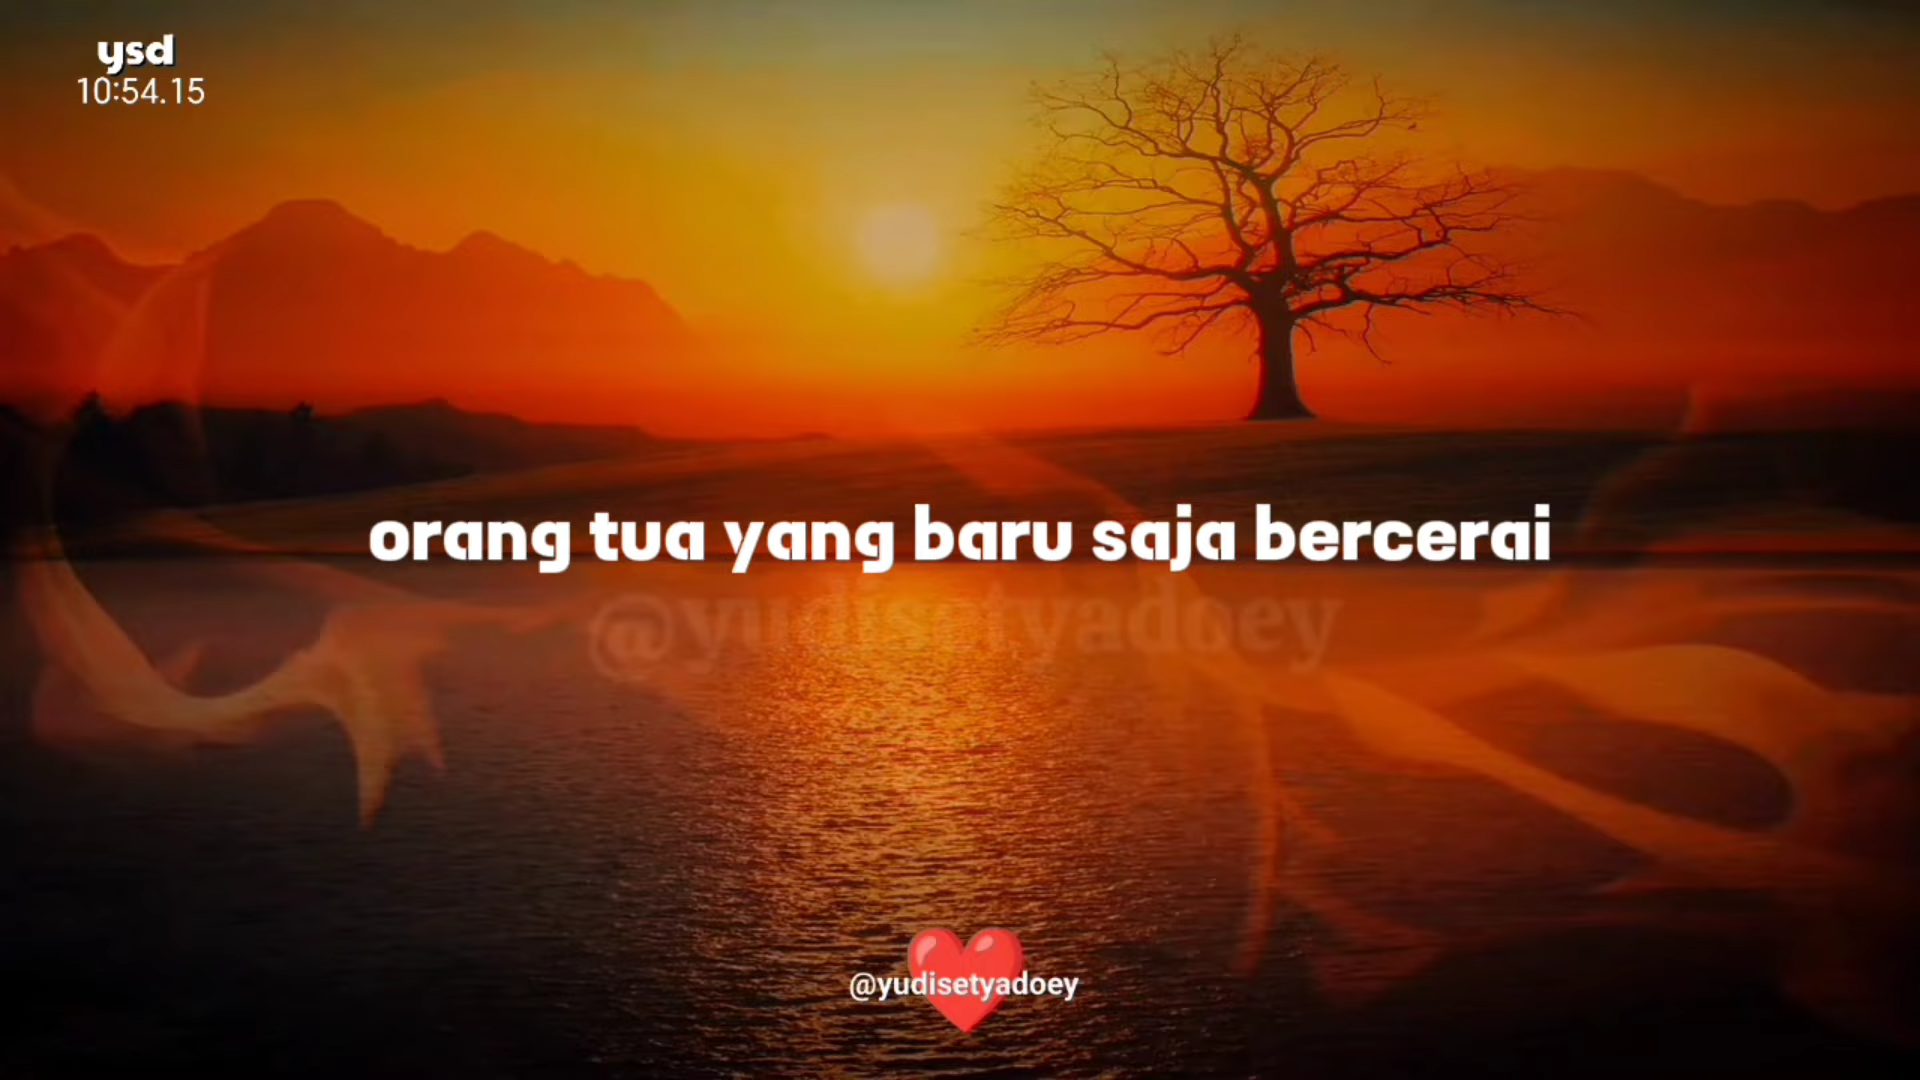 ysd
10:54.15
orang tua yang baru saja bercerai
@yudisetyadoey
@yudisetyadoey